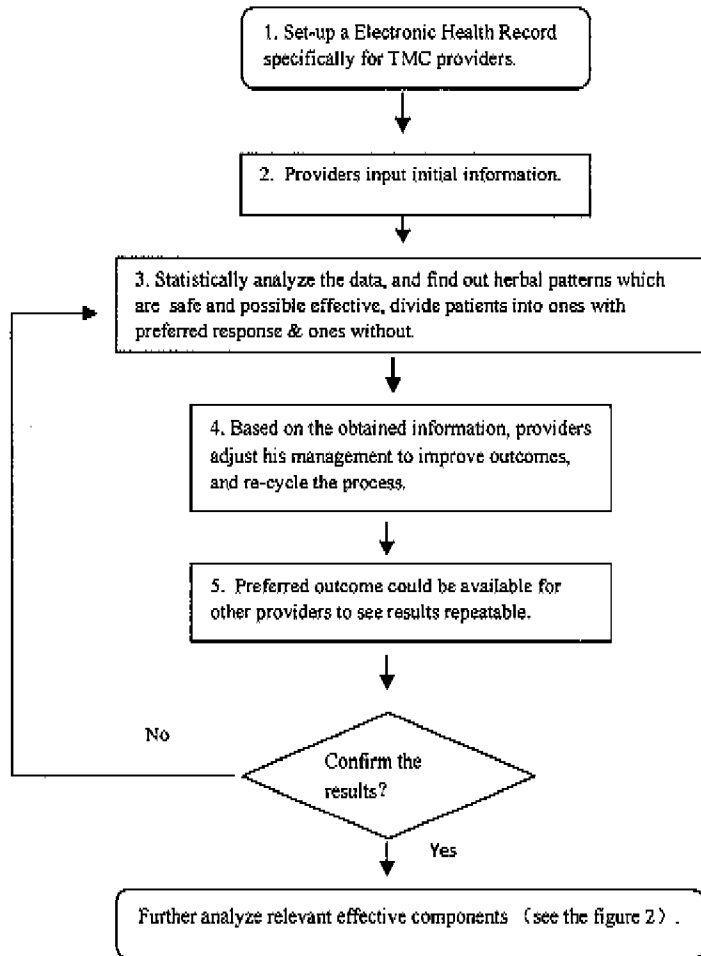 1. Set-up a Electronic Health Record
specifically for TMC providers.
2. Providers input initial information.
3. Statistically analyze the data, and find out herbal patterns which
are safe and possible effective, divide patients into ones with
preferred response & ones without.
4. Based on the obtained information, providers
adjust his management to improve outcomes,
and re-cycle the process.
5. Preferred outcome could be available for
other providers to see results repeatable.
No
Confirm the
results?
Yes
Further analyze relevant effective components （see the figure 2）.